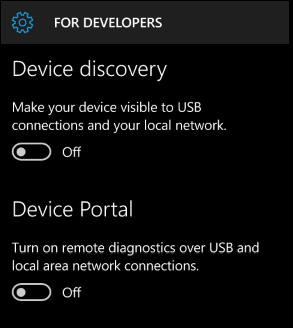 FOR DEVELOPERS
Device discovery
Make your device visible to USB
connections and your local network.
Off
Device Portal
Turn on remote diagnostics over USB and
local area network connections.
Off